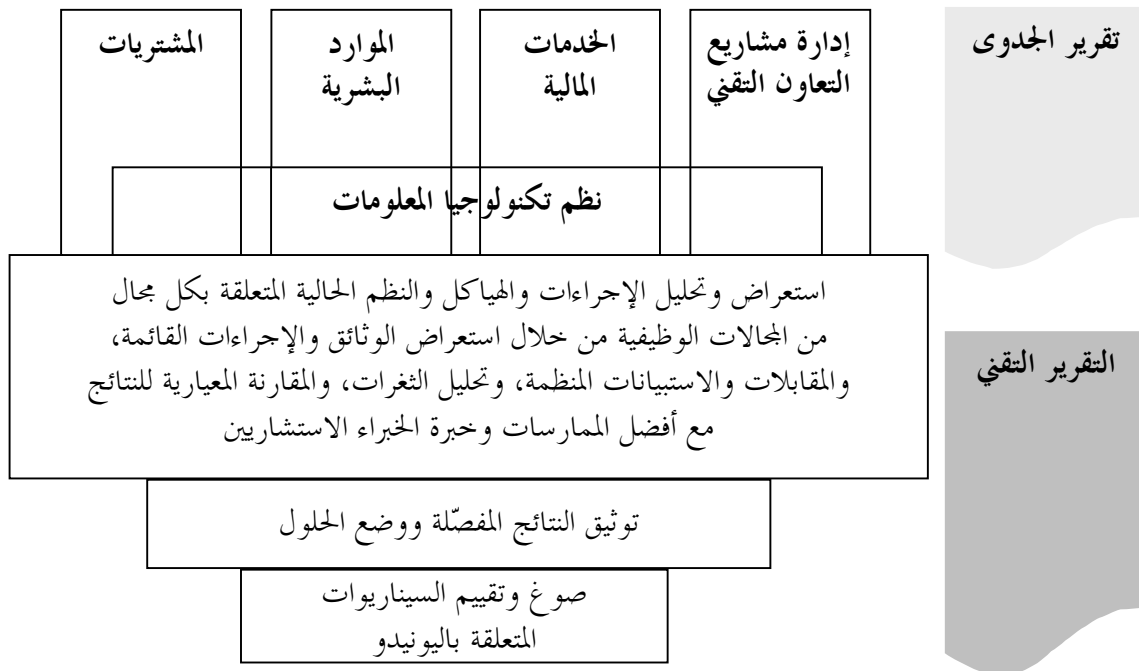 تقرير الجدوى
إدارة مشاريع
التعاون التقني
الخدمات
المالية
الموارد
البشرية
المشتريات
نظم تكنولوجيا المعلومات
استعراض وتحليل الإجراءات والهياكل والنظم الحالية المتعلقة بكل مجال
من المجالات الوظيفية من خلال استعراض الوثائق والإجراءات القائمة،
والمقابلات والاستبيانات المنظمة، وتحليل الثغرات، والمقارنة المعيارية للنتائج
مع أفضل الممارسات وخبرة الخبراء الاستشاريين
التقرير التقني
توثيق النتائج المفصّلة ووضع الحلول
صوغ وتقييم السيناريوات
المتعلقة باليونيدو